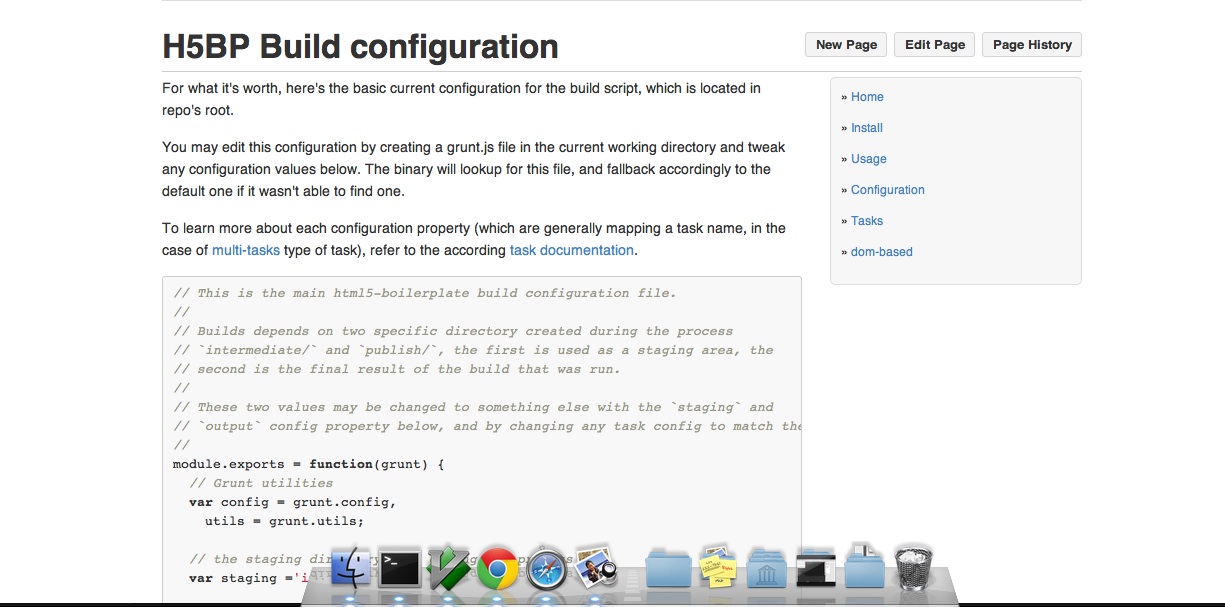 H5BP Build configuration
New Page
Edit Page
Page History
For what it's worth, here's the basic current configuration for the build script, which is located in
repo's root.
You may edit this configuration by creating a grunt.js file in the current working directory and tweak
any configuration values below. The binary will lookup for this file, and fallback accordingly to the
default one if it wasn't able to find one.
To learn more about each configuration property (which are generally mapping a task name, in the
case of multi-tasks type of task), refer to the according task documentation.
» Home
» Install
» Usage
» Configuration
» Tasks
» dom-based
// This is the main html5-boilerplate build configuration file.
//
// Builds depends on two specific directory created during the process
// `intermediate/` and `publish/`, the first is used as a staging area, the
// second is the final result of the build that was run.
//
// These two values may be changed to something else with the `staging` and
// `output` config property below, and by changing any task config to match the
//
module.exports = function(grunt) {
// Grunt utilities
var config = grunt.config,
utils = grunt.utils;
// the staging
var staging ='i
>_